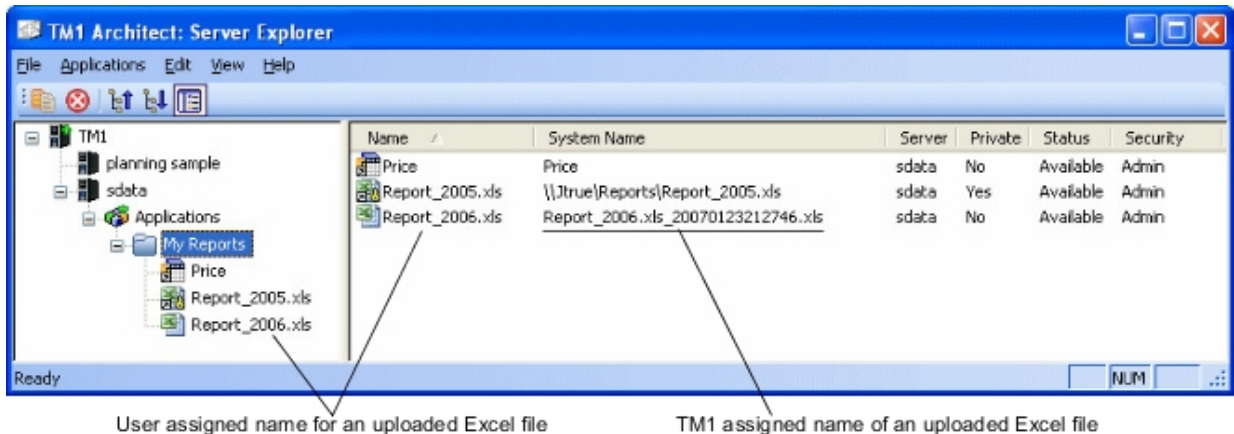 TM1 Architect: Server Explorer
File Applications Edit View Help
TM1
planning sample
sdata
Applications
My Reports
Price
Report_2005.xls
Report_2006.xls
Name System Name Server Private Status Security
Price Price sdata No Available Admin
Report_2005.xls \\Jtrue\Reports\Report_2005.xls sdata Yes Available Admin
Report_2006.xls Report_2006.xls_20070123212746.xls sdata No Available Admin
Ready NUM
User assigned name for an uploaded Excel file TM1 assigned name of an uploaded Excel file